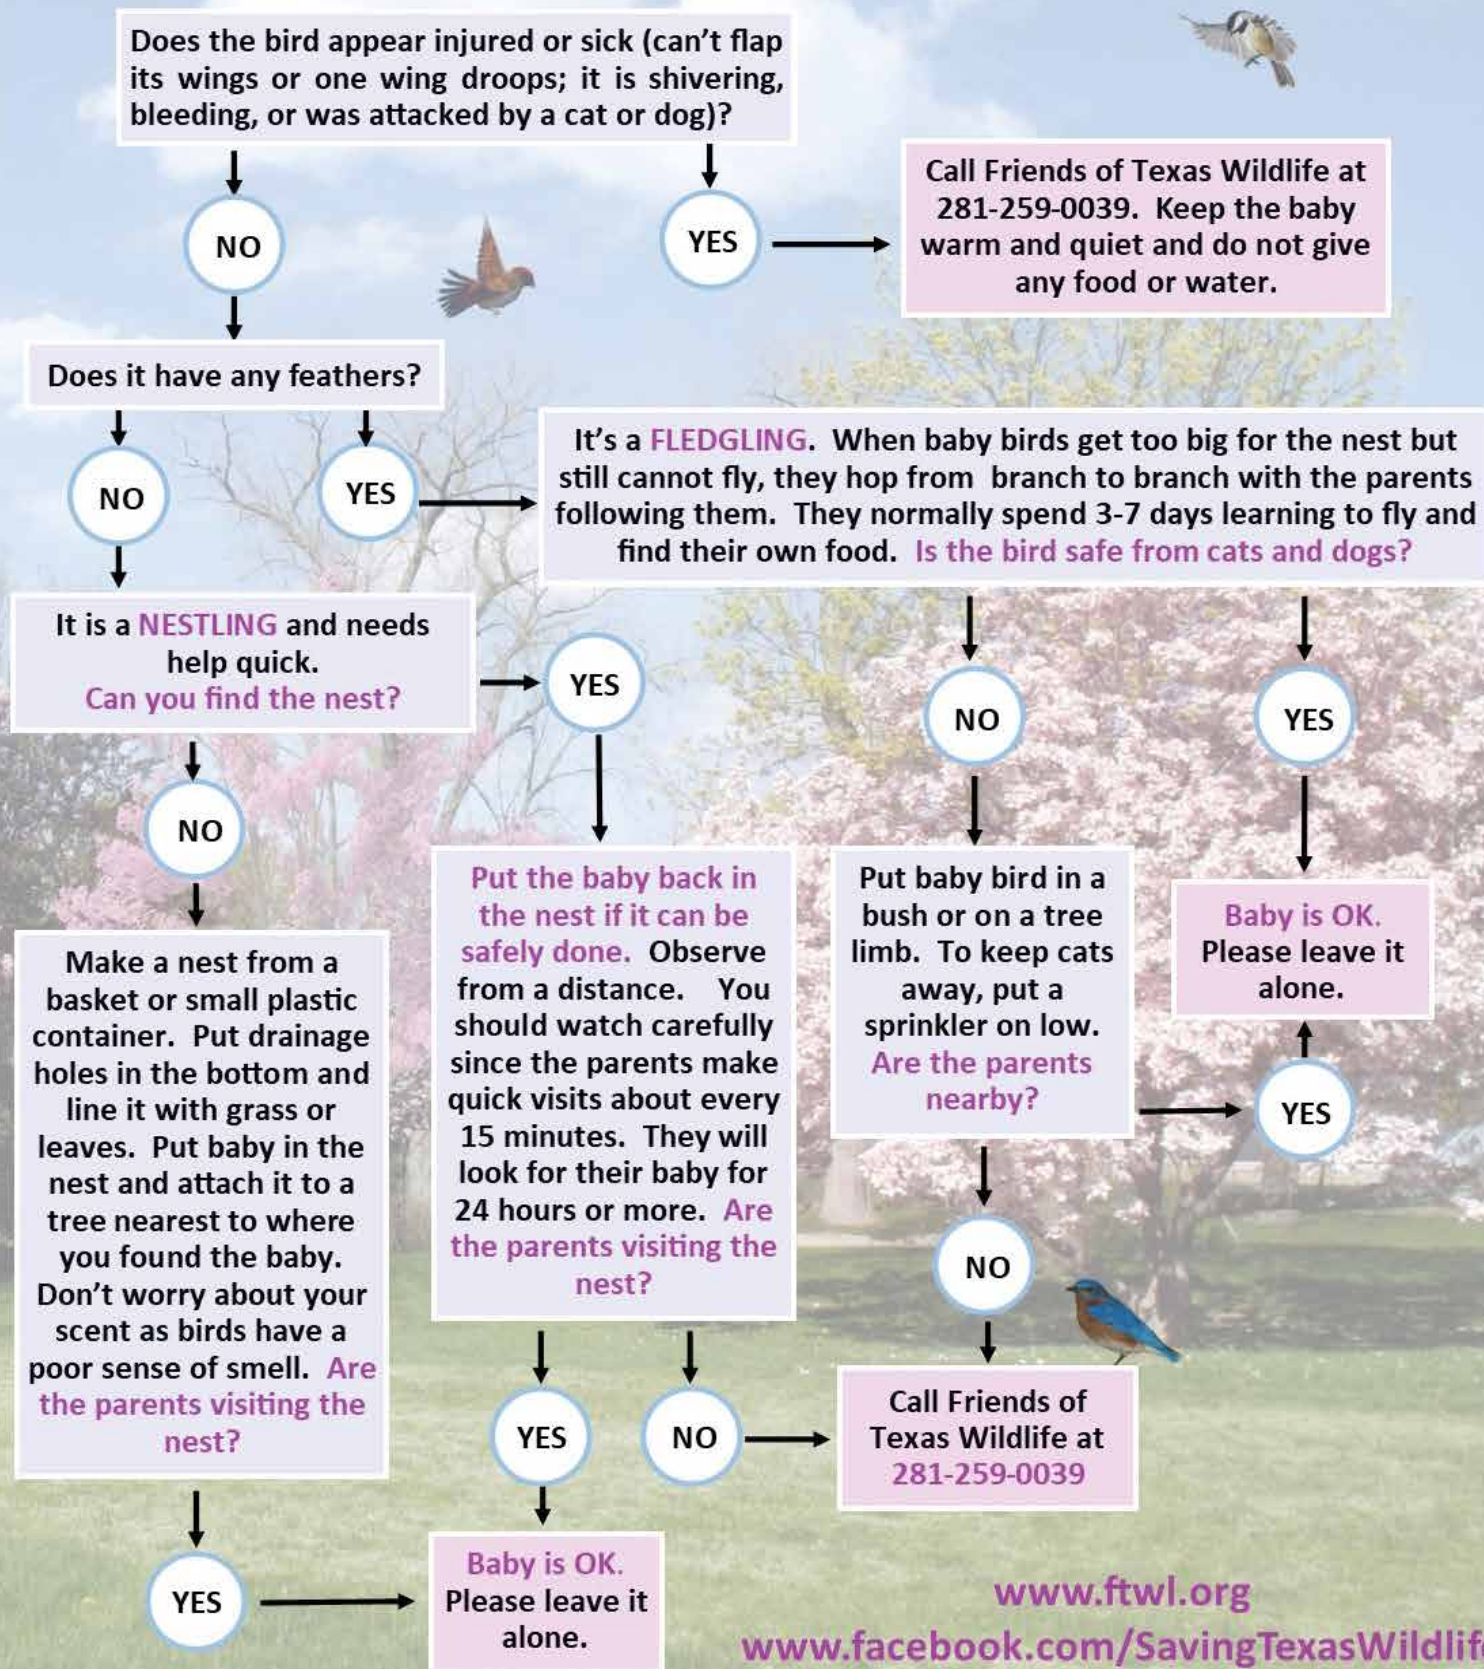 Does the bird appear injured or sick (can't flap
its wings or one wing droops; it is shivering,
bleeding, or was attacked by a cat or dog)?
NO
YES
Call Friends of Texas Wildlife at
281-259-0039. Keep the baby
warm and quiet and do not give
any food or water.
Does it have any feathers?
NO
YES
It's a FLEDGLING. When baby birds get too big for the nest but
still cannot fly, they hop from branch to branch with the parents
following them. They normally spend 3-7 days learning to fly and
find their own food. Is the bird safe from cats and dogs?
It is a NESTLING and needs
help quick.
Can you find the nest?
YES
NO
YES
NO
Make a nest from a
basket or small plastic
container. Put drainage
holes in the bottom and
line it with grass or
leaves. Put baby in the
nest and attach it to a
tree nearest to where
you found the baby.
Don't worry about your
scent as birds have a
poor sense of smell. Are
the parents visiting the
nest?
Put the baby back in
the nest if it can be
safely done. Observe
from a distance. You
should watch carefully
since the parents make
quick visits about every
15 minutes. They will
look for their baby for
24 hours or more. Are
the parents visiting the
nest?
Put baby bird in a
bush or on a tree
limb. To keep cats
away, put a
sprinkler on low.
Are the parents
nearby?
Baby is OK.
Please leave it
alone.
YES
NO
YES
NO
Call Friends of
Texas Wildlife at
281-259-0039
YES
Baby is OK.
Please leave it
alone.
www.ftwl.org
www.facebook.com/SavingTexasWildlife